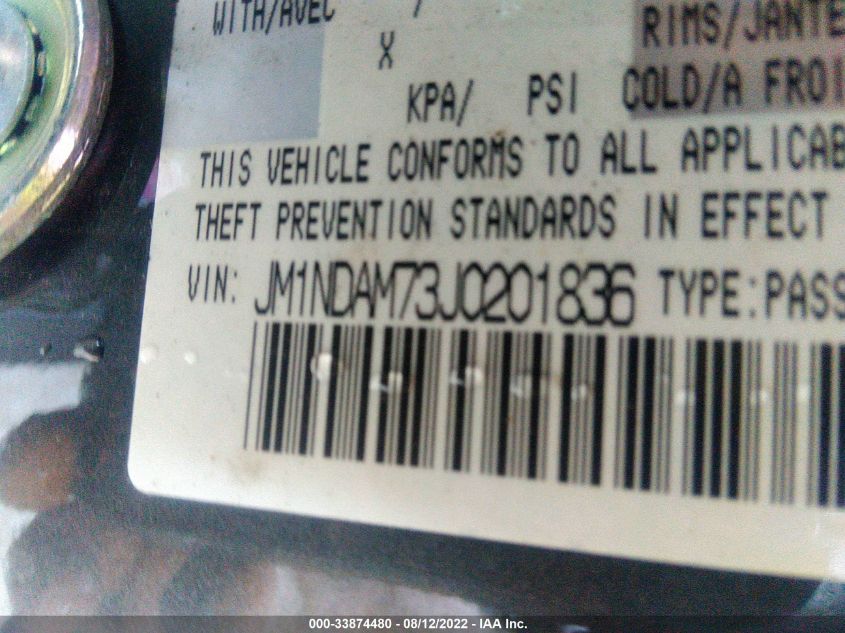 WITH/AVEC /
RIMS/JANTE
X
KPA/ PSI COLD/A FROI
THIS VEHICLE CONFORMS TO ALL APPLICAB
THEFT PREVENTION STANDARDS IN EFFECT
VIN: JM1NDAM73J0201836 TYPE:PASS
000-33874480 - 08/12/2022 - IAA Inc.